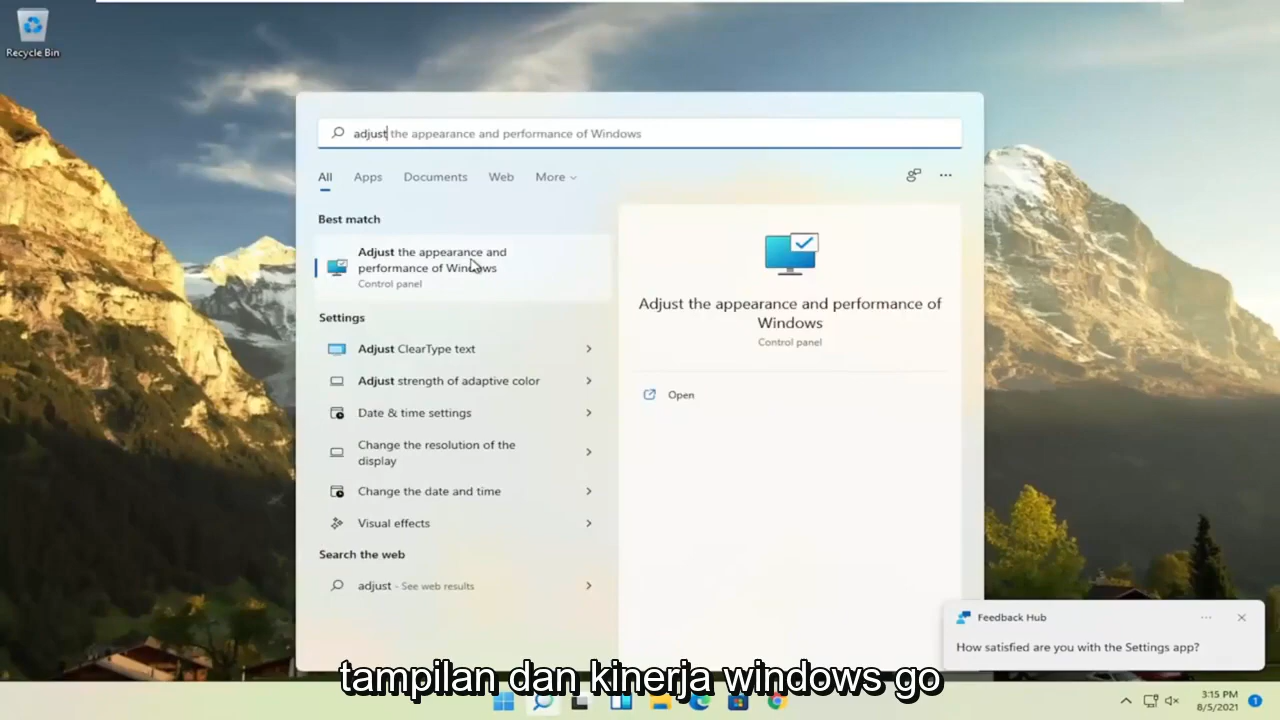 Recycle Bin
adjust the appearance and performance of Windows
All Apps Documents Web More
Best match
Adjust the appearance and
performance of Windows
Control panel
Settings
Adjust ClearType text
Adjust strength of adaptive color
Date & time settings
Change the resolution of the
display
Change the date and time
Visual effects
Search the web
adjust - See web results
Adjust the appearance and performance of
Windows
Control panel
Open
Feedback Hub
How satisfied are you with the Settings app?
tampilan dan kinerja windows go
3:15 PM
8/5/2021
1